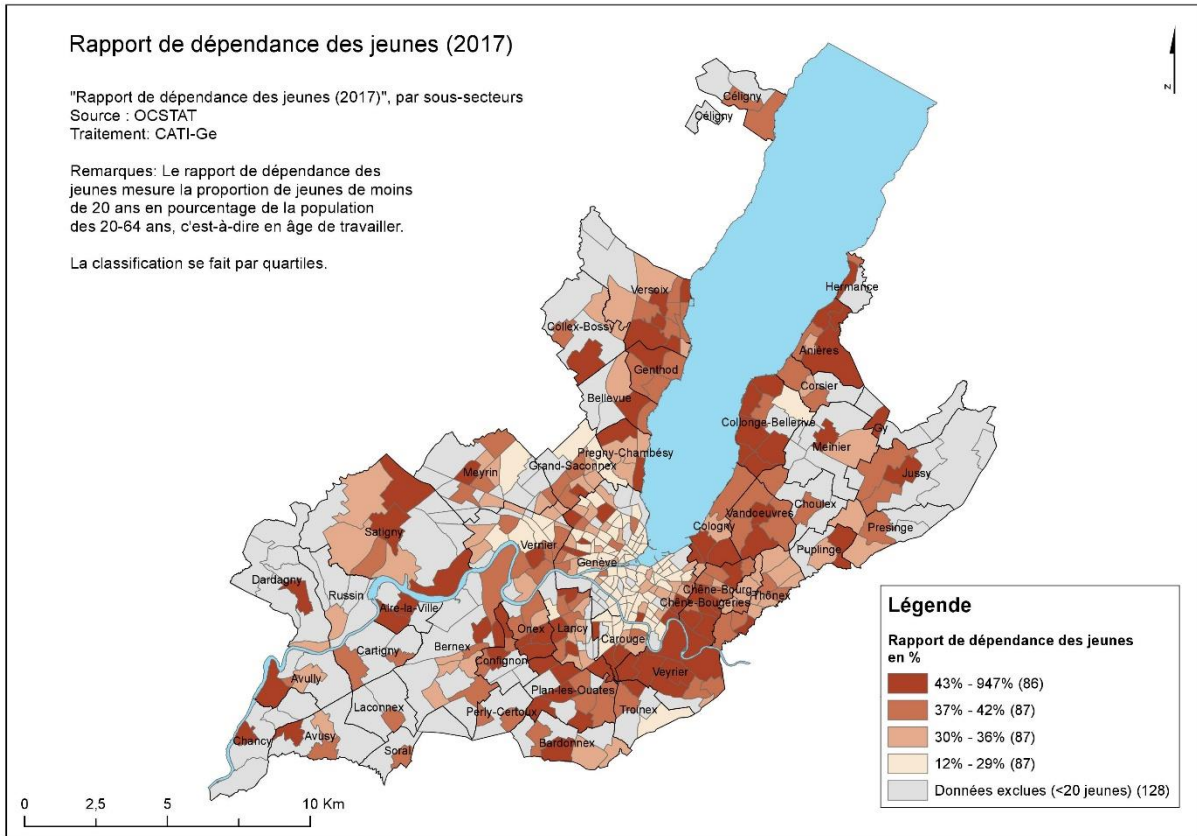 Rapport de dépendance des jeunes (2017)
"Rapport de dépendance des jeunes (2017)", par sous-secteurs
Source : OCSTAT
Traitement: CATI-Ge
Remarques: Le rapport de dépendance des
jeunes mesure la proportion de jeunes de moins
de 20 ans en pourcentage de la population
des 20-64 ans, c'est-à-dire en âge de travailler.
La classification se fait par quartiles.
N
Céligny
Céligny
Hermance
Versoix
Collex-Bossy
Anières
Genthod
Corsier
Bellevue
Collonge-Bellerive
Gy
Meinier
Pregny-Chambésy
Grand-Saconnex
Meyrin
Jussy
Choulex
Vandoeuvres
Cologny
Presinge
Satigny
Vernier
Puplinge
Genève
Dardagny
Chêne-Bourg
Thônex
Russin
Chêne-Bougeries
Aire-la-Ville
Onex
Lancy
Carouge
Cartigny
Bernex
Confignon
Veyrier
Avully
Plan-les-Ouates
Laconnex
Troinex
Perly-Certoux
Chancy
Avusy
Soral
Bardonnex
Légende
Rapport de dépendance des jeunes
en %
43% - 947% (86)
37% - 42% (87)
30% - 36% (87)
12% - 29% (87)
Données exclues (<20 jeunes) (128)
0 2,5 5 10 Km